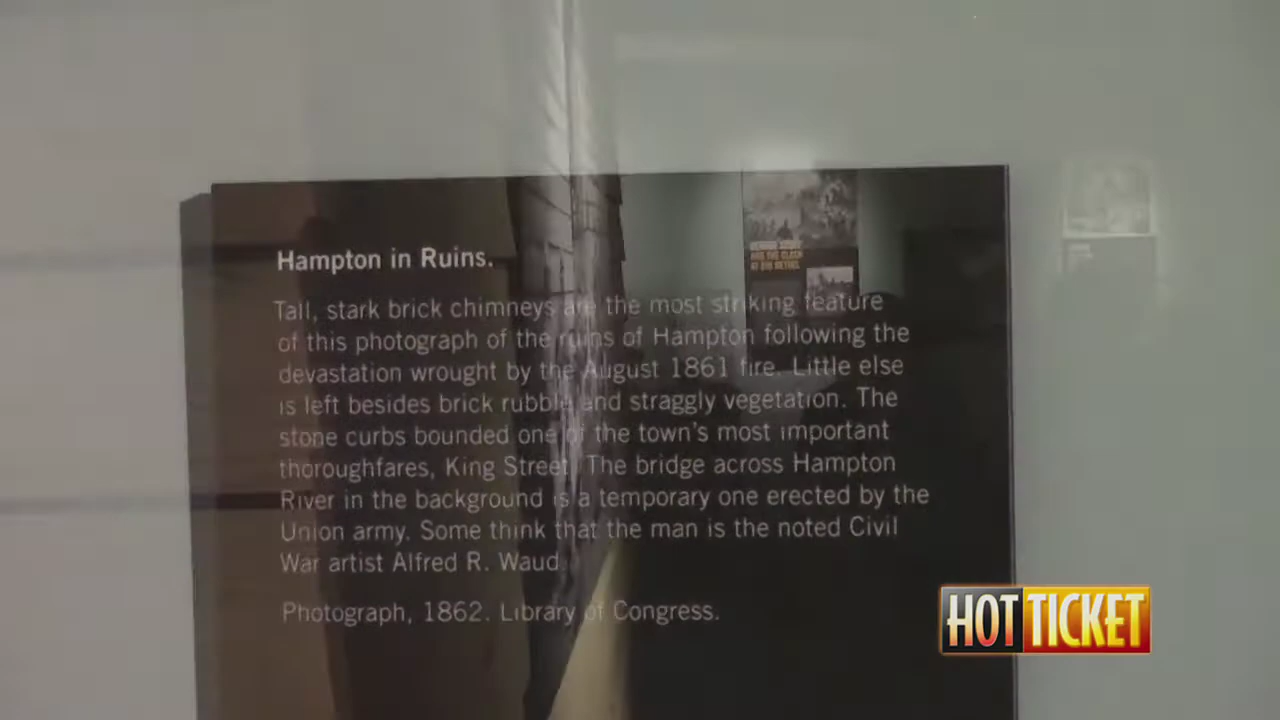 Hampton in Ruins.
Tall, stark brick chimneys are the most striking feature
of this photograph of the ruins of Hampton following the
devastation wrought by the August 1861 fire. Little else
is left besides brick rubble and straggly vegetation. The
stone curbs bounded one of the town's most important
thoroughfares, King Street. The bridge across Hampton
River in the background is a temporary one erected by the
Union army. Some think that the man is the noted Civil
War artist Alfred R. Waud.
Photograph, 1862. Library of Congress.
HOT TICKET